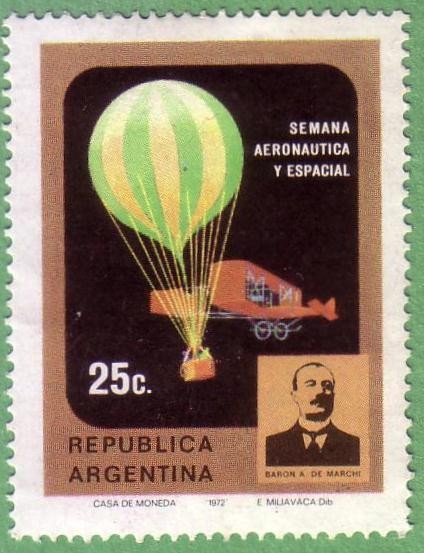 SEMANA
AERONAUTICA
Y ESPACIAL
25c.
REPUBLICA
ARGENTINA
BARON A. DE MARCHI
CASA DE MONEDA '1972' E. MILIAVACA Dib.